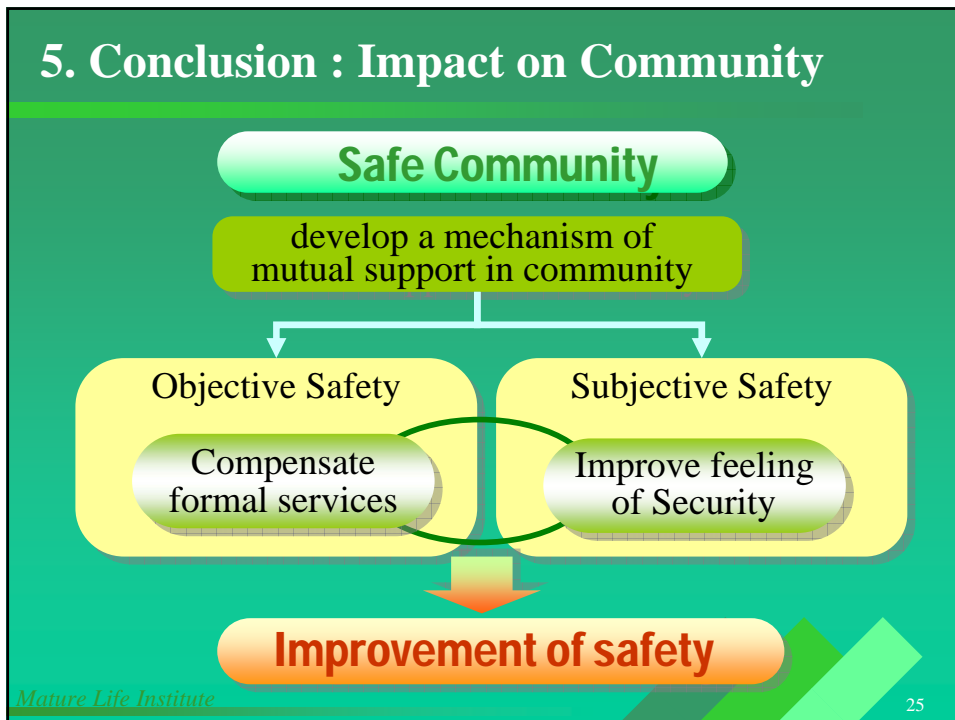 5. Conclusion : Impact on Community
Safe Community
develop a mechanism of
mutual support in community
Objective Safety
Compensate
formal services
Subjective Safety
Improve feeling
of Security
Improvement of safety
Mature Life Institute
25